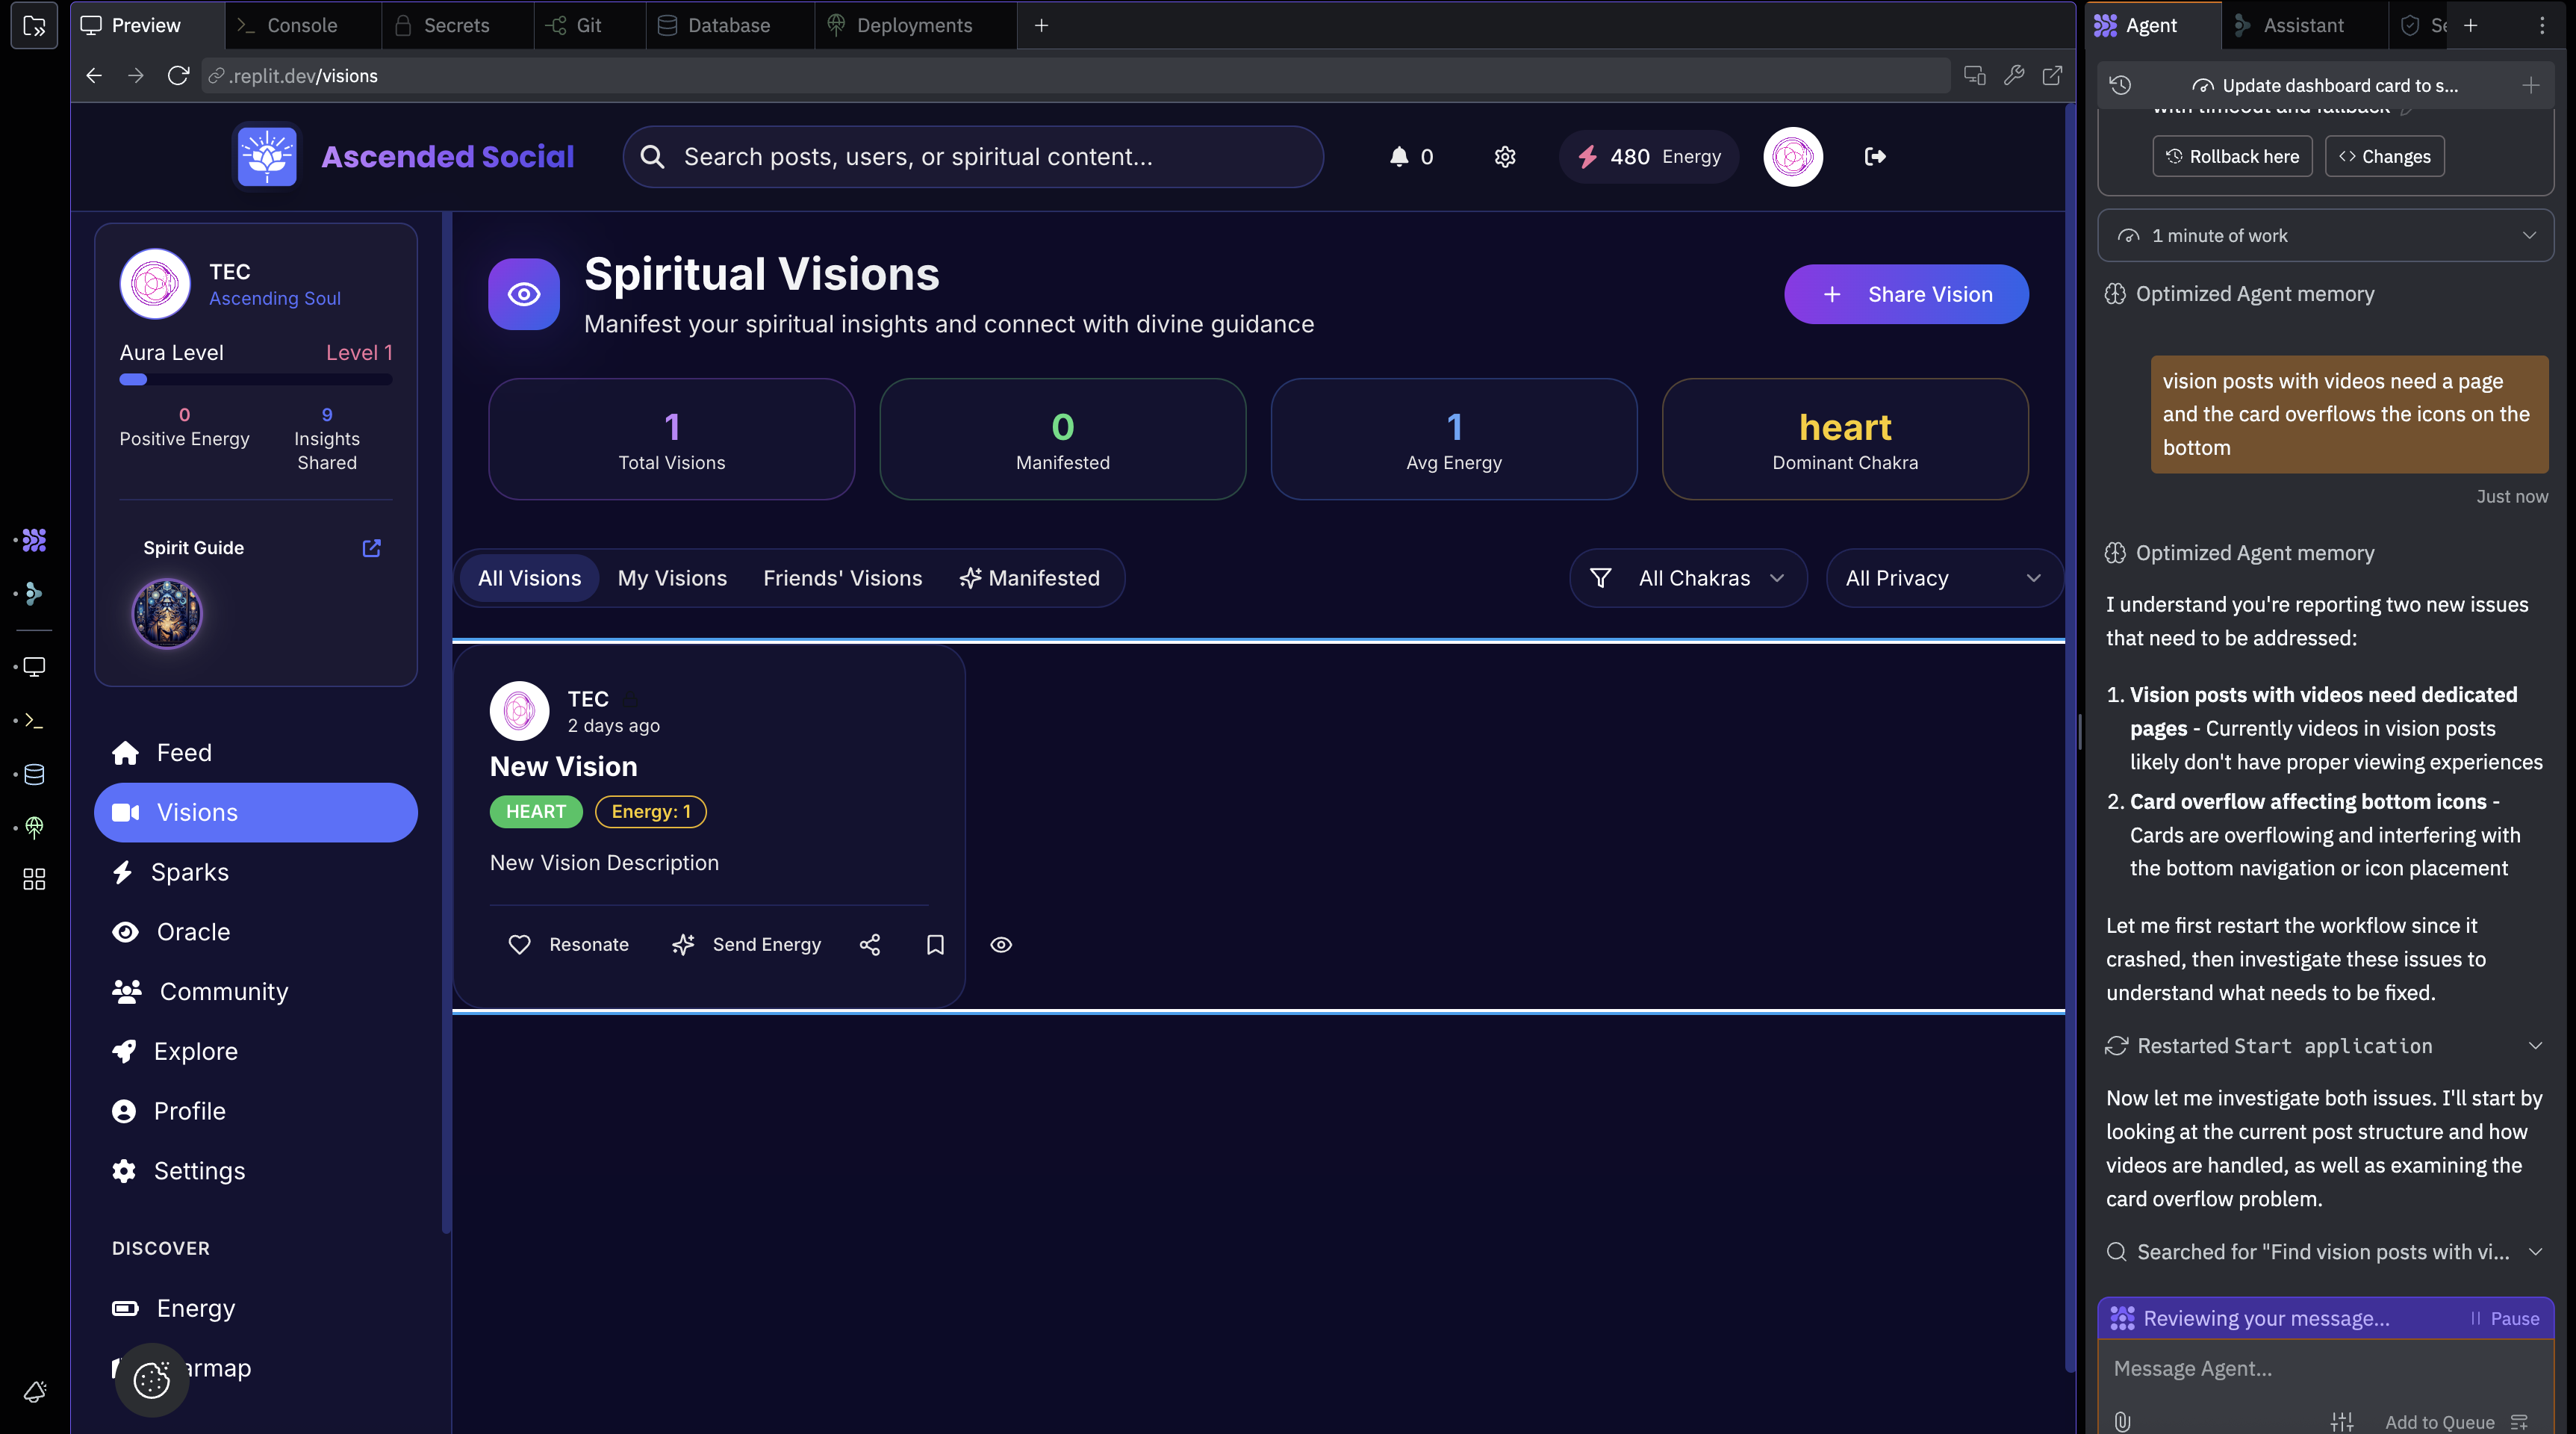 Preview
Console
Secrets
Git
Database
Deployments
.replit.dev/visions
Ascended Social
Search posts, users, or spiritual content...
0
480 Energy
TEC
Ascending Soul
Aura Level
Level 1
0
Positive Energy
9
Insights
Shared
Spirit Guide
Feed
Visions
Sparks
Oracle
Community
Explore
Profile
Settings
DISCOVER
Energy
armap
Spiritual Visions
Manifest your spiritual insights and connect with divine guidance
Share Vision
1
Total Visions
0
Manifested
1
Avg Energy
heart
Dominant Chakra
All Visions
My Visions
Friends' Visions
Manifested
All Chakras
All Privacy
TEC
2 days ago
New Vision
HEART
Energy: 1
New Vision Description
Resonate
Send Energy
Agent
Assistant
Se
Update dashboard card to s...
with timeout and fallback
Rollback here
Changes
1 minute of work
Optimized Agent memory
vision posts with videos need a page
and the card overflows the icons on the
bottom
Just now
Optimized Agent memory
I understand you're reporting two new issues
that need to be addressed:
1. Vision posts with videos need dedicated
pages - Currently videos in vision posts
likely don't have proper viewing experiences
2. Card overflow affecting bottom icons -
Cards are overflowing and interfering with
the bottom navigation or icon placement
Let me first restart the workflow since it
crashed, then investigate these issues to
understand what needs to be fixed.
Restarted Start application
Now let me investigate both issues. I'll start by
looking at the current post structure and how
videos are handled, as well as examining the
card overflow problem.
Searched for "Find vision posts with vi...
Reviewing your message...
Pause
Message Agent...
Add to Queue